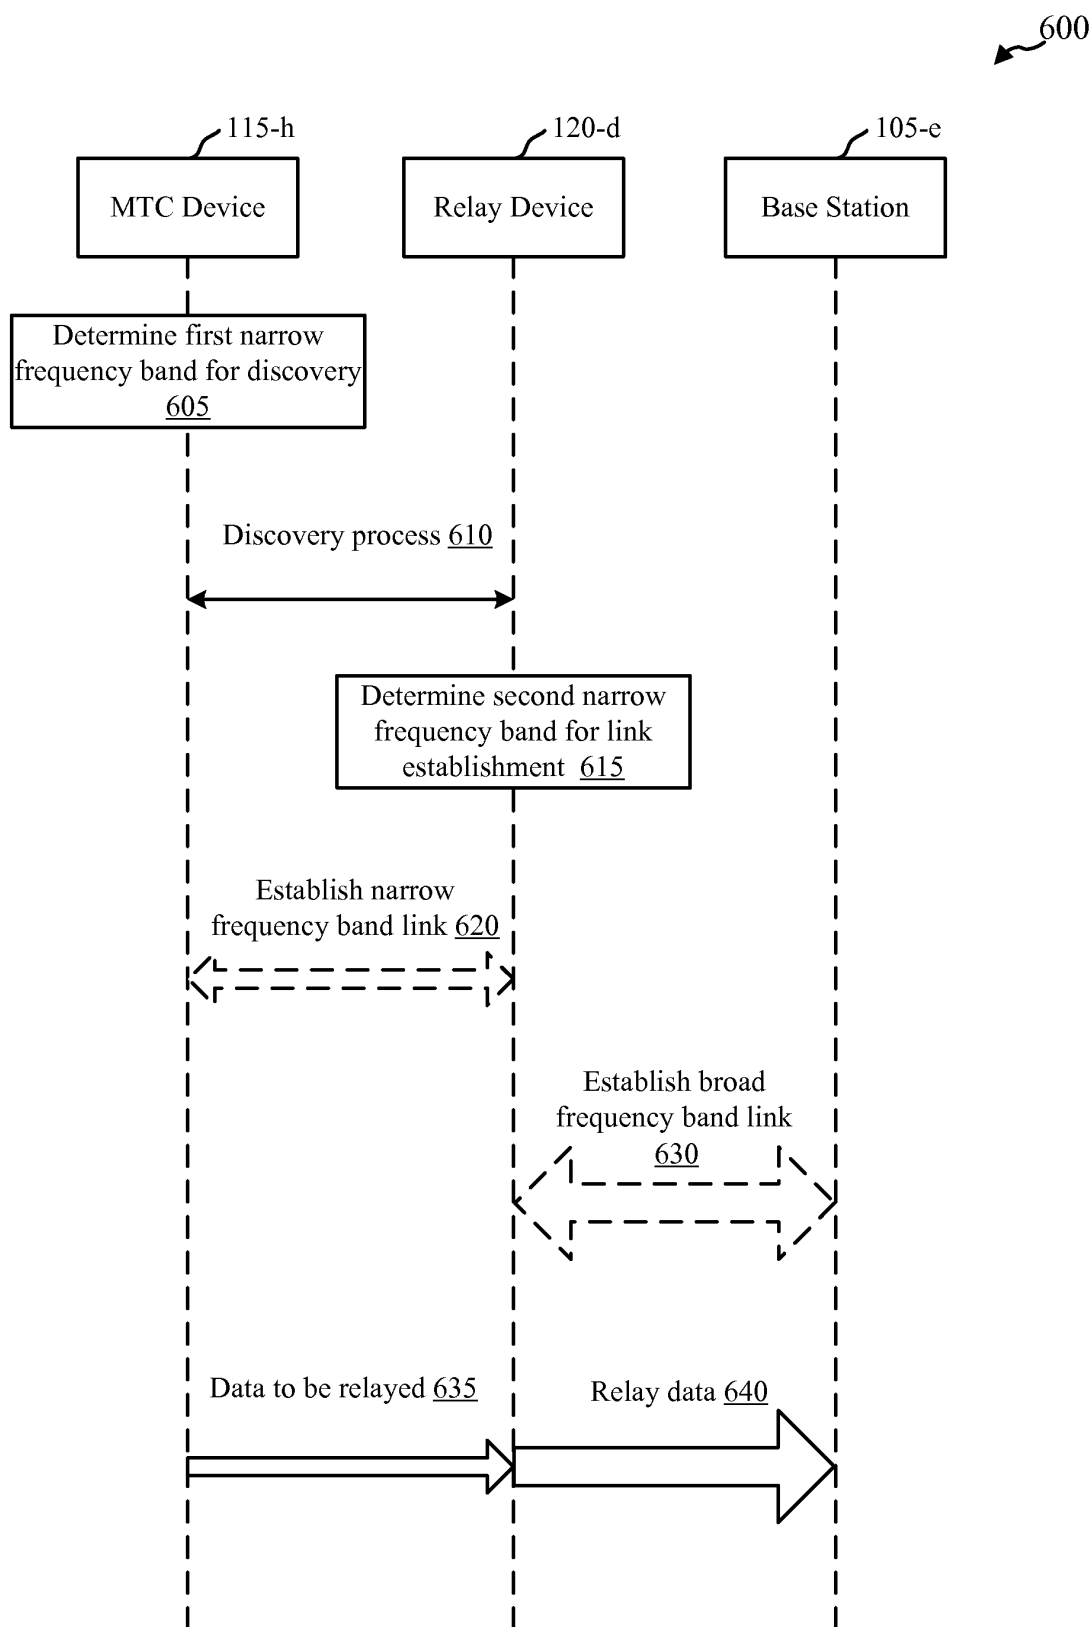 600
115-h
120-d
105-e
MTC Device
Relay Device
Base Station
Determine first narrow
frequency band for discovery
605
Discovery process 610
Determine second narrow
frequency band for link
establishment 615
Establish narrow
frequency band link 620
Establish broad
frequency band link
630
Data to be relayed 635
Relay data 640